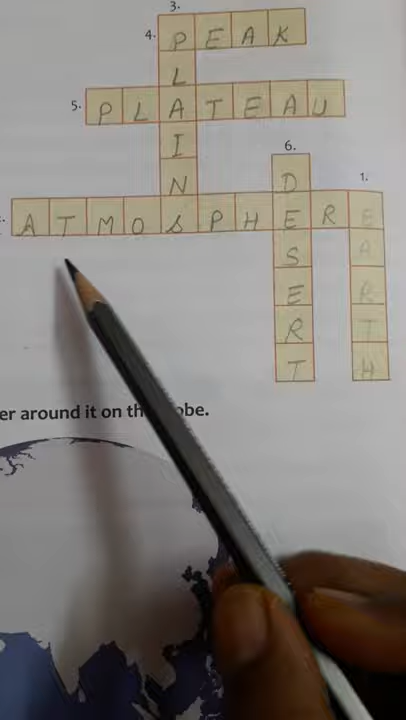 3.
4. PEAK
L
5. PLATEAU
I
6.
N D 1.
ATMOSPHERE
S A
E R
R T
T H
er around it on th obe.